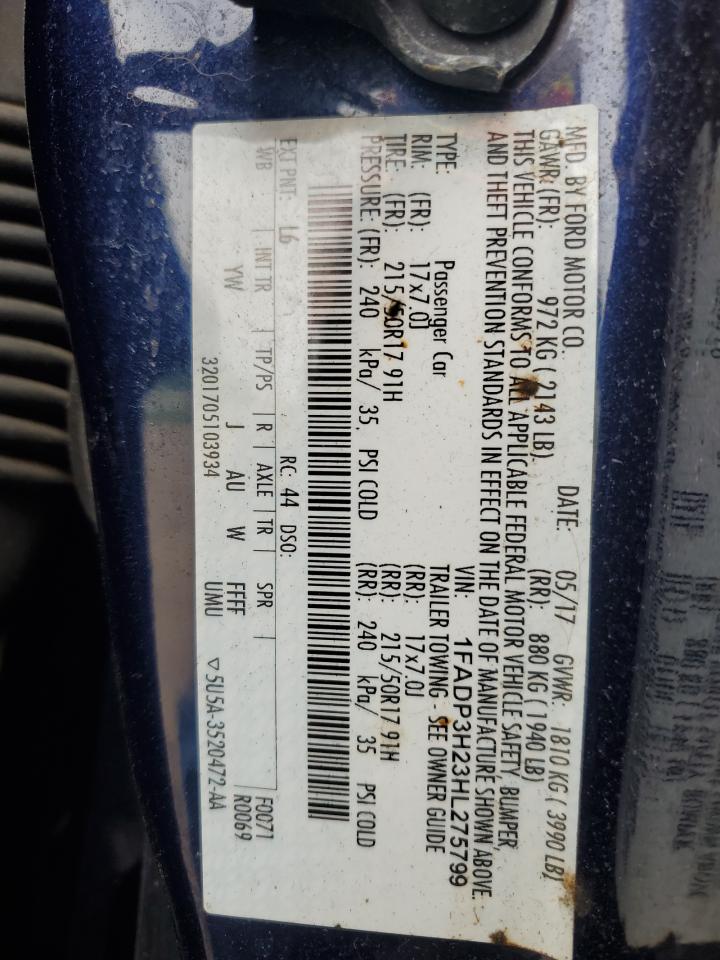 MFD. BY FORD MOTOR CO. DATE: 05/17 GVWR: 1810 KG ( 3990 LB)
GAWR: (FR): 972 KG ( 2143 LB). (RR): 880 KG ( 1940 LB)
THIS VEHICLE CONFORMS TO ALL APPLICABLE FEDERAL MOTOR VEHICLE SAFETY, BUMPER,
AND THEFT PREVENTION STANDARDS IN EFFECT ON THE DATE OF MANUFACTURE SHOWN ABOVE.
VIN: 1FADP3H23HL275799
TYPE: Passenger Car TRAILER TOWING - SEE OWNER GUIDE
RIM: (FR): 17x7.0J (RR): 17x7.0J
TIRE: (FR): 215/50R17 91H (RR): 215/50R17 91H
PRESSURE: (FR): 240 kPa/ 35 PSI COLD (RR): 240 kPa/ 35 PSI COLD
EXT PNT: L6 RC: 44 DSO: F0071
WB INT TR TP/PS R AXLE TR SPR R0069
YW J AU W FFFF
3201705103934 UMU ▽5U5A-3520472-AA